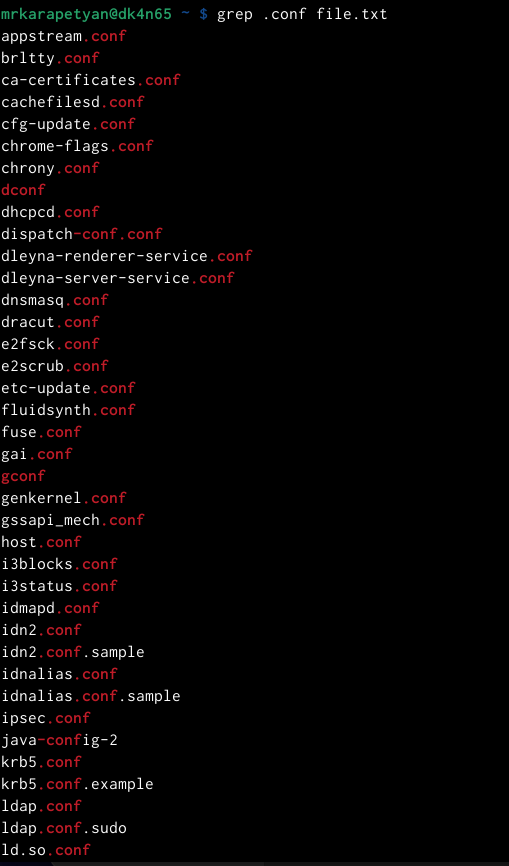 mrkarapetyan@dk4n65 ~ $ grep .conf file.txt
appstream.conf
brltty.conf
ca-certificates.conf
cachefilesd.conf
cfg-update.conf
chrome-flags.conf
chrony.conf
dconf
dhcpcd.conf
dispatch-conf.conf
dleyna-renderer-service.conf
dleyna-server-service.conf
dnsmasq.conf
dracut.conf
e2fsck.conf
e2scrub.conf
etc-update.conf
fluidsynth.conf
fuse.conf
gai.conf
gconf
genkernel.conf
gssapi_mech.conf
host.conf
i3blocks.conf
i3status.conf
idmapd.conf
idn2.conf
idn2.conf.sample
idnalias.conf
idnalias.conf.sample
ipsec.conf
java-config-2
krb5.conf
krb5.conf.example
ldap.conf
ldap.conf.sudo
ld.so.conf